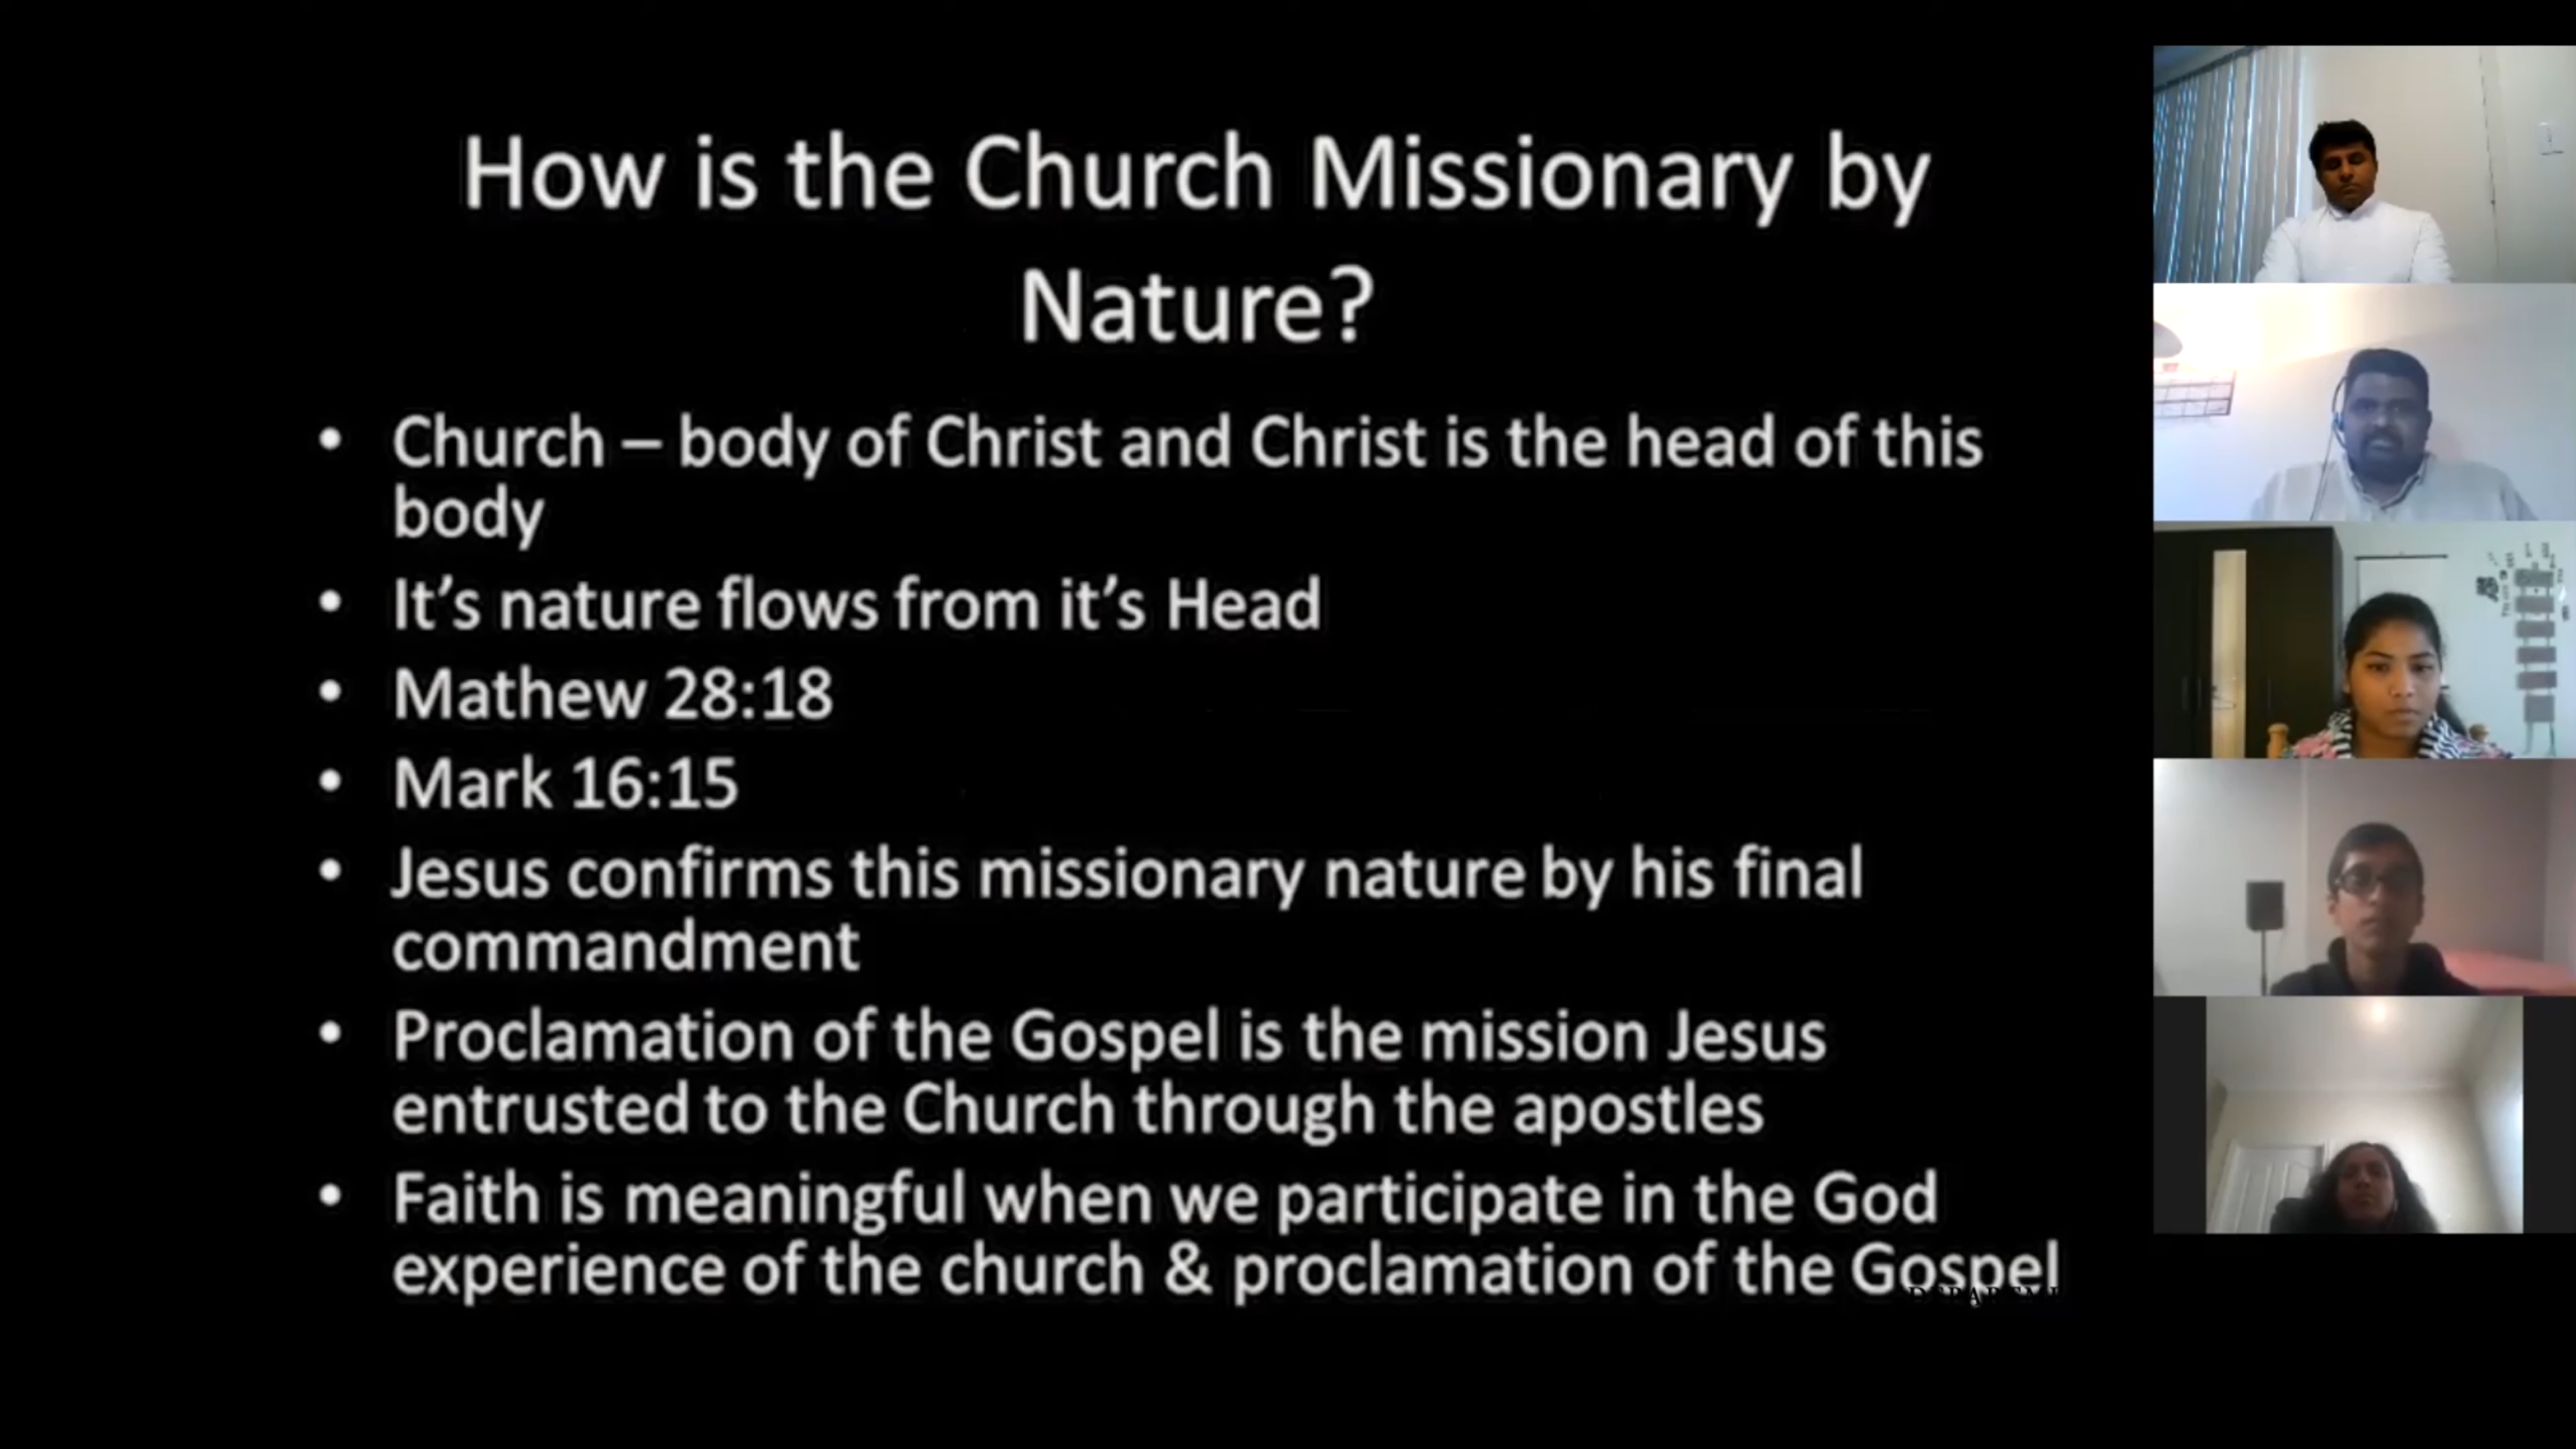 How is the Church Missionary by
Nature?
• Church – body of Christ and Christ is the head of this
body
• It’s nature flows from it’s Head
• Mathew 28:18
• Mark 16:15
• Jesus confirms this missionary nature by his final
commandment
• Proclamation of the Gospel is the mission Jesus
entrusted to the Church through the apostles
• Faith is meaningful when we participate in the God
experience of the church & proclamation of the Gospel